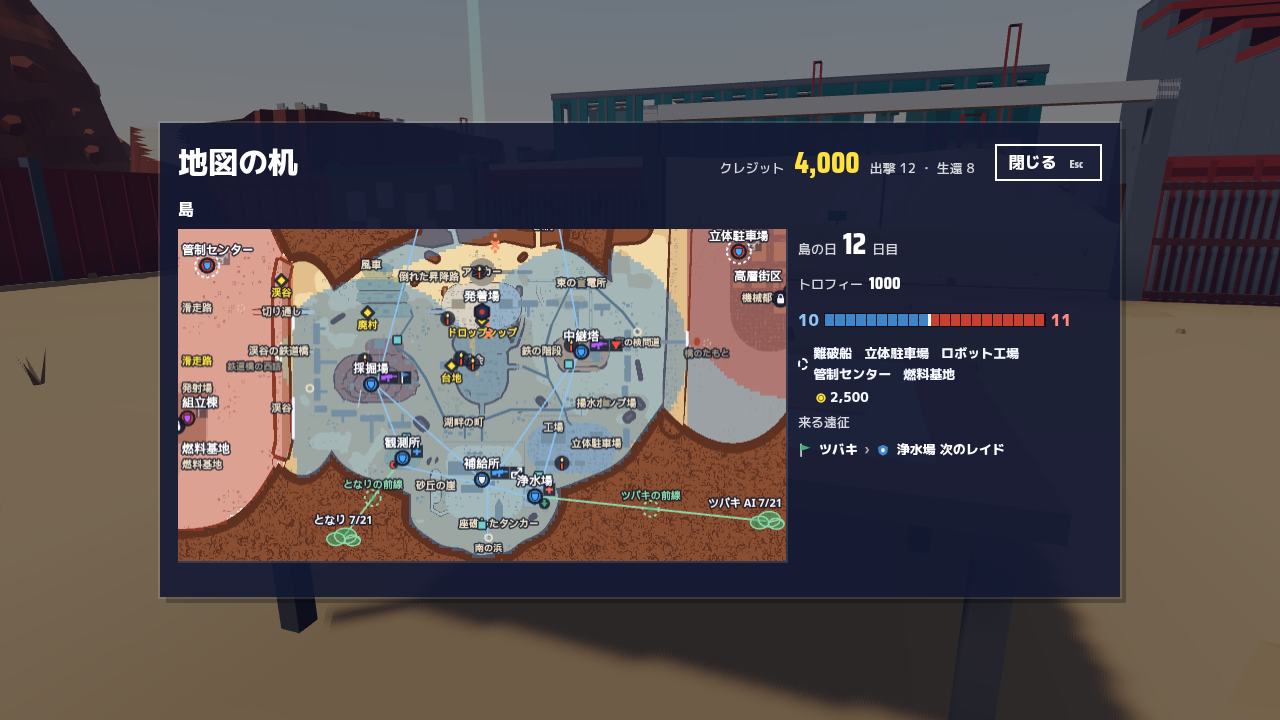 地図の机
クレジット 4,000 出撃 12 · 生還 8
閉じる Esc
島
管制センター
立体駐車場
風車
倒れた昇降路
東の
高層街区
渓谷
機械都
発着場
滑走路
切り通し
廃村
ドロップシップ
中継塔
の検問道
渓谷の鉄道橋
鉄の階段
橋のたもと
滑走路
鉄道橋の西詰
採掘場
台地
発射場
組立棟
渓谷
揚水ポンプ場
湖畔の町
工場
観測所
立体駐車場
燃料基地
燃料基地
補給所
となりの前線
砂丘の崖
浄水場
ツバキの前線
ツバキ AI 7/21
となり 7/21
たタンカー
南の浜
島の日 12 日目
トロフィー 1000
10 11
難破船 立体駐車場 ロボット工場
管制センター 燃料基地
2,500
来る遠征
ツバキ › 浄水場 次のレイド